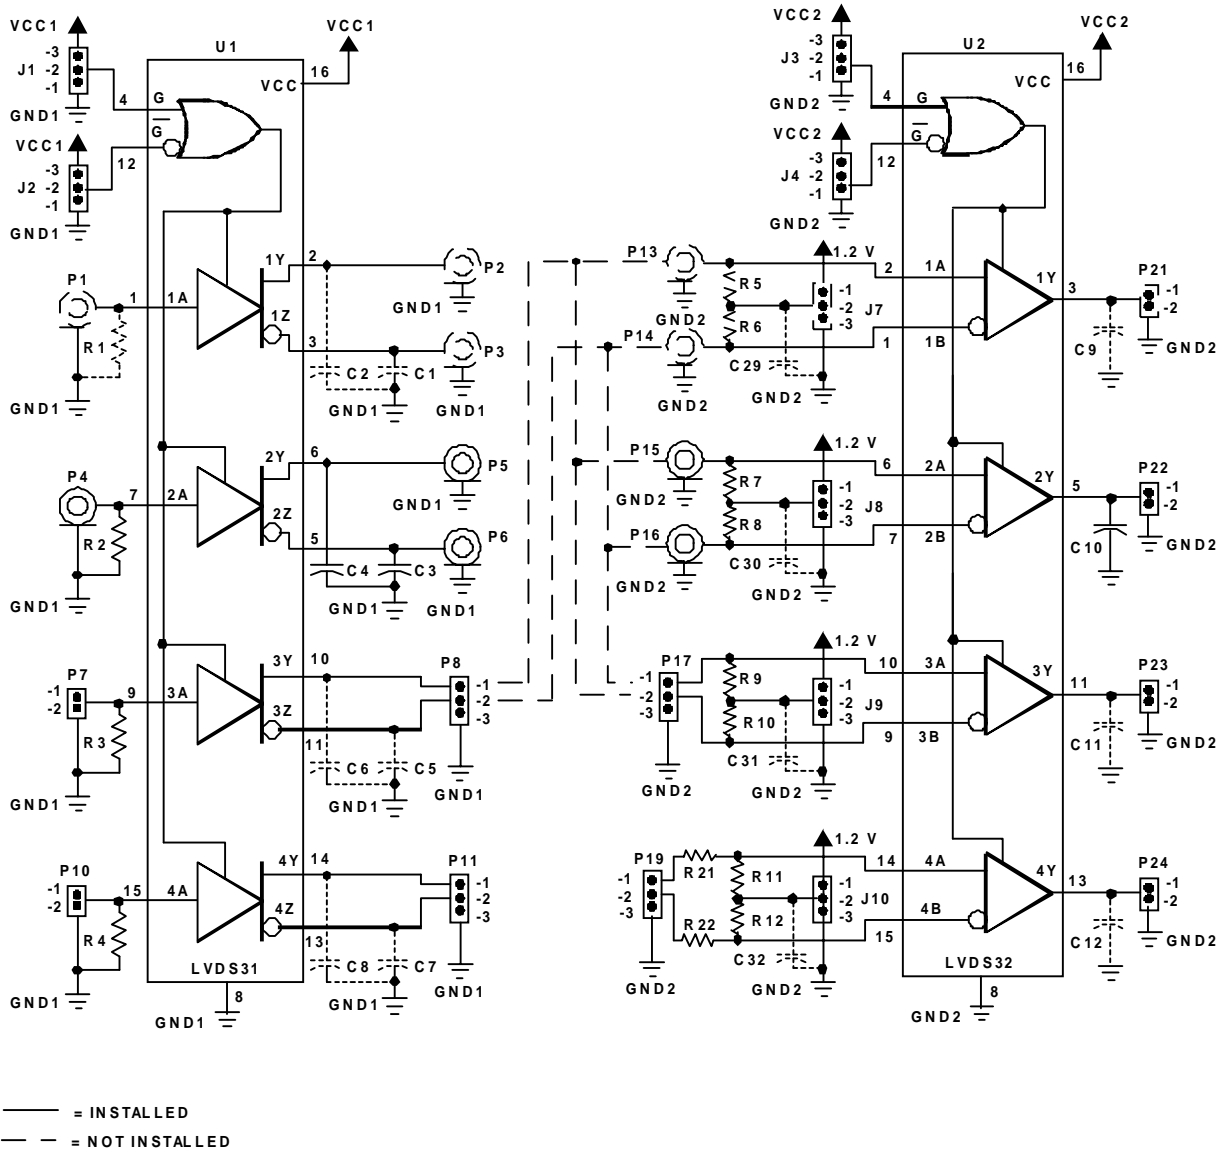 VCC1
-3
J1 -2
-1
GND1
VCC1
-3
J2 -2
-1
GND1
U1
VCC1
16
VCC
4
G
G
12
P1
1
1A
R1
GND1
1Y
2
1Z
3
P2
GND1
P3
GND1
C2
C1
GND1
P4
7
2A
R2
GND1
2Y
6
2Z
5
P5
GND1
P6
GND1
C4
C3
GND1
P7
-1
-2
9
3A
R3
GND1
3Y
10
3Z
11
P8
-1
-2
-3
C6
C5
GND1
GND1
P10
-1
-2
15
4A
R4
GND1
4Y
14
4Z
13
P11
-1
-2
-3
C8
C7
GND1
GND1
LVDS31
8
GND1
VCC2
-3
J3 -2
-1
GND2
VCC2
-3
J4 -2
-1
GND2
U2
VCC2
16
VCC
4
G
G
12
P13
GND2
P14
GND2
R5
R6
1.2 V
-1
-2
-3
J7
C29
GND2
2
1A
1
1B
1Y
3
C9
P21
-1
-2
GND2
P15
GND2
P16
GND2
R7
R8
1.2 V
-1
-2
-3
J8
C30
GND2
6
2A
7
2B
2Y
5
C10
P22
-1
-2
GND2
P17
-1
-2
-3
GND2
R9
R10
1.2 V
-1
-2
-3
J9
C31
GND2
10
3A
9
3B
3Y
11
C11
P23
-1
-2
GND2
P19
-1
-2
-3
GND2
R21
R22
R11
R12
1.2 V
-1
-2
-3
J10
C32
GND2
14
4A
15
4B
4Y
13
C12
P24
-1
-2
GND2
LVDS32
8
GND2
= INSTALLED
= NOT INSTALLED